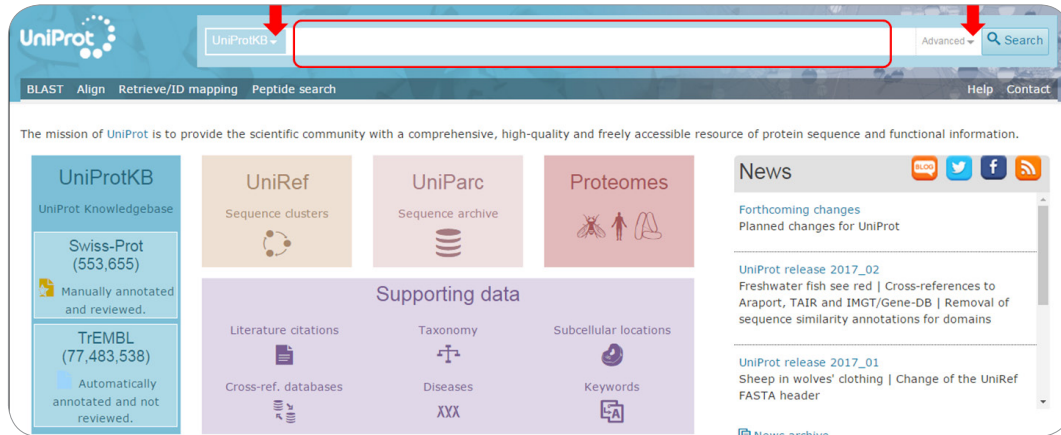 UniProt
UniProtKB
Advanced
Search
BLAST Align Retrieve/ID mapping Peptide search
Help Contact
The mission of UniProt is to provide the scientific community with a comprehensive, high-quality and freely accessible resource of protein sequence and functional information.
UniProtKB
UniProt Knowledgebase
Swiss-Prot
(553,655)
Manually annotated
and reviewed.
TrEMBL
(77,483,538)
Automatically
annotated and not
reviewed.
UniRef
Sequence clusters
UniParc
Sequence archive
Proteomes
Supporting data
Literature citations
Taxonomy
Subcellular locations
Cross-ref. databases
Diseases
XXX
Keywords
News
BLOG
Forthcoming changes
Planned changes for UniProt
UniProt release 2017_02
Freshwater fish see red | Cross-references to
Araport, TAIR and IMGT/Gene-DB | Removal of
sequence similarity annotations for domains
UniProt release 2017_01
Sheep in wolves' clothing | Change of the UniRef
FASTA header
News archive